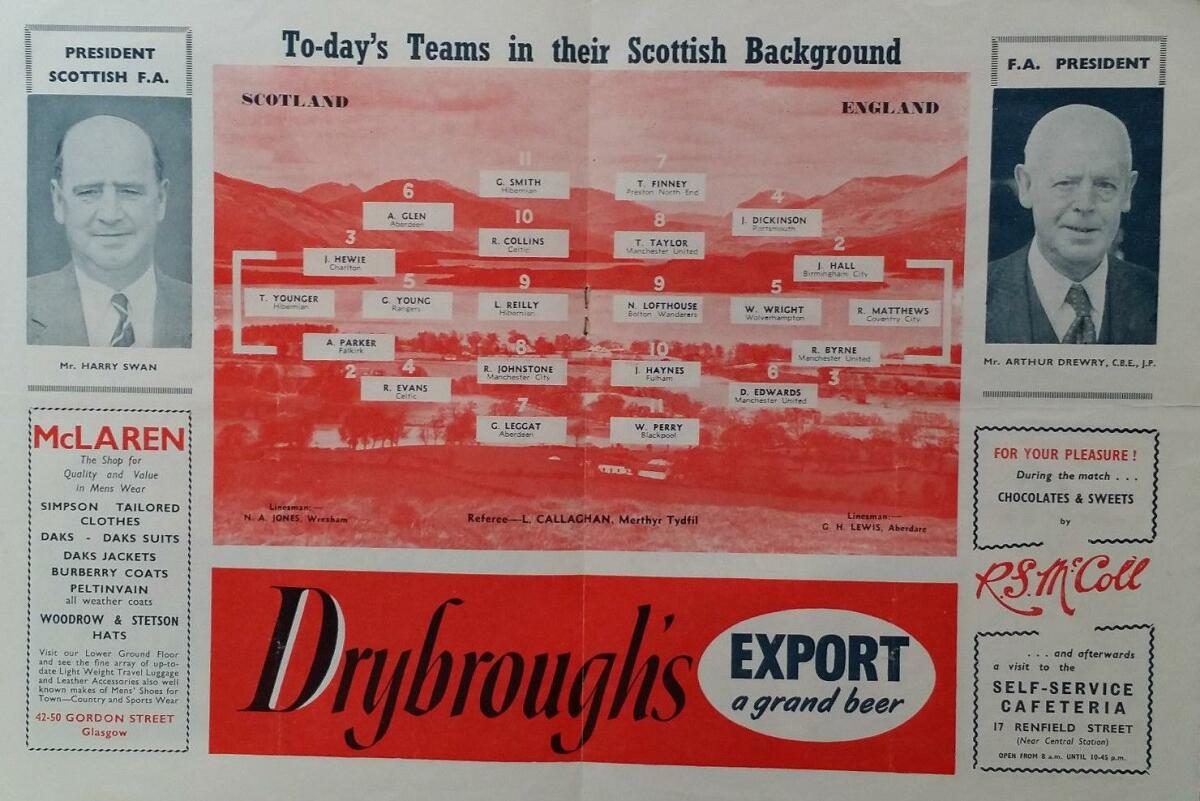 To-day's Teams in their Scottish Background
PRESIDENT
SCOTTISH F.A.
Mr. HARRY SWAN
McLAREN
The Shop for
Quality and Value
in Mens Wear
SIMPSON TAILORED
CLOTHES
DAKS - DAKS SUITS
DAKS JACKETS
BURBERRY COATS
PELTINVAIN
all weather coats
WOODROW & STETSON
HATS
Visit our Lower Ground Floor
and see the fine array of up-to-
date Light Weight Travel Luggage
and Leather Accessories also well
known makes of Mens' Shoes for
Town—Country and Sports Wear
42-50 GORDON STREET
Glasgow
SCOTLAND
11
G. SMITH
Hibernian
6
A. GLEN
Aberdeen
10
R. COLLINS
Celtic
3
J. HEWIE
Charlton
T. YOUNGER
Hibernian
5
G. YOUNG
Rangers
9
L. REILLY
Hibernian
A. PARKER
Falkirk
2
8
R. JOHNSTONE
Manchester City
4
R. EVANS
Celtic
7
G. LEGGAT
Aberdeen
ENGLAND
7
T. FINNEY
Preston North End
4
J. DICKINSON
Portsmouth
8
T. TAYLOR
Manchester United
2
J. HALL
Birmingham City
9
N. LOFTHOUSE
Bolton Wanderers
5
W. WRIGHT
Wolverhampton
R. MATTHEWS
Coventry City
R. BYRNE
Manchester United
3
10
J. HAYNES
Fulham
6
D. EDWARDS
Manchester United
11
W. PERRY
Blackpool
Linesman:—
N. A. JONES, Wrexham
Referee—L. CALLAGHAN, Merthyr Tydfil
Linesman:—
G. H. LEWIS, Aberdare
Drybrough's
EXPORT
a grand beer
F.A. PRESIDENT
Mr. ARTHUR DREWRY, C.B.E., J.P.
FOR YOUR PLEASURE!
During the match . . .
CHOCOLATES & SWEETS
by
R.S. McColl
. . . and afterwards
a visit to the
SELF-SERVICE
CAFETERIA
17 RENFIELD STREET
(Near Central Station)
OPEN FROM 8 a.m. UNTIL 10-45 p.m.